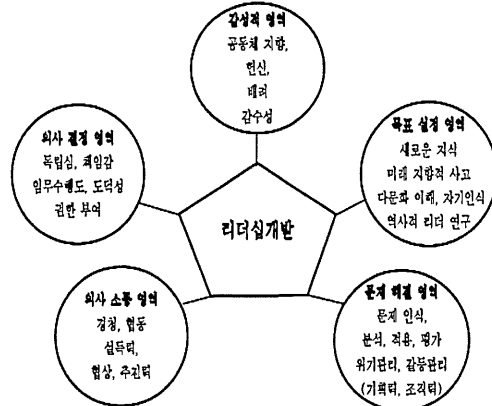 감성적 영역
공동체 지향,
헌신,
배려
감수성
의사 결정 영역
독립심, 책임감
임무수행도, 도덕성
권한 부여
목표 설정 영역
새로운 지식
미래 지향적 사고
다문화 이해, 자기인식
역사적 리더 연구
리더십개발
의사 소통 영역
경청, 협동
설득력,
협상, 추진력
문제 해결 영역
문제 인식,
분석, 적용, 평가
위기관리, 갈등관리
(기획력, 조직력)